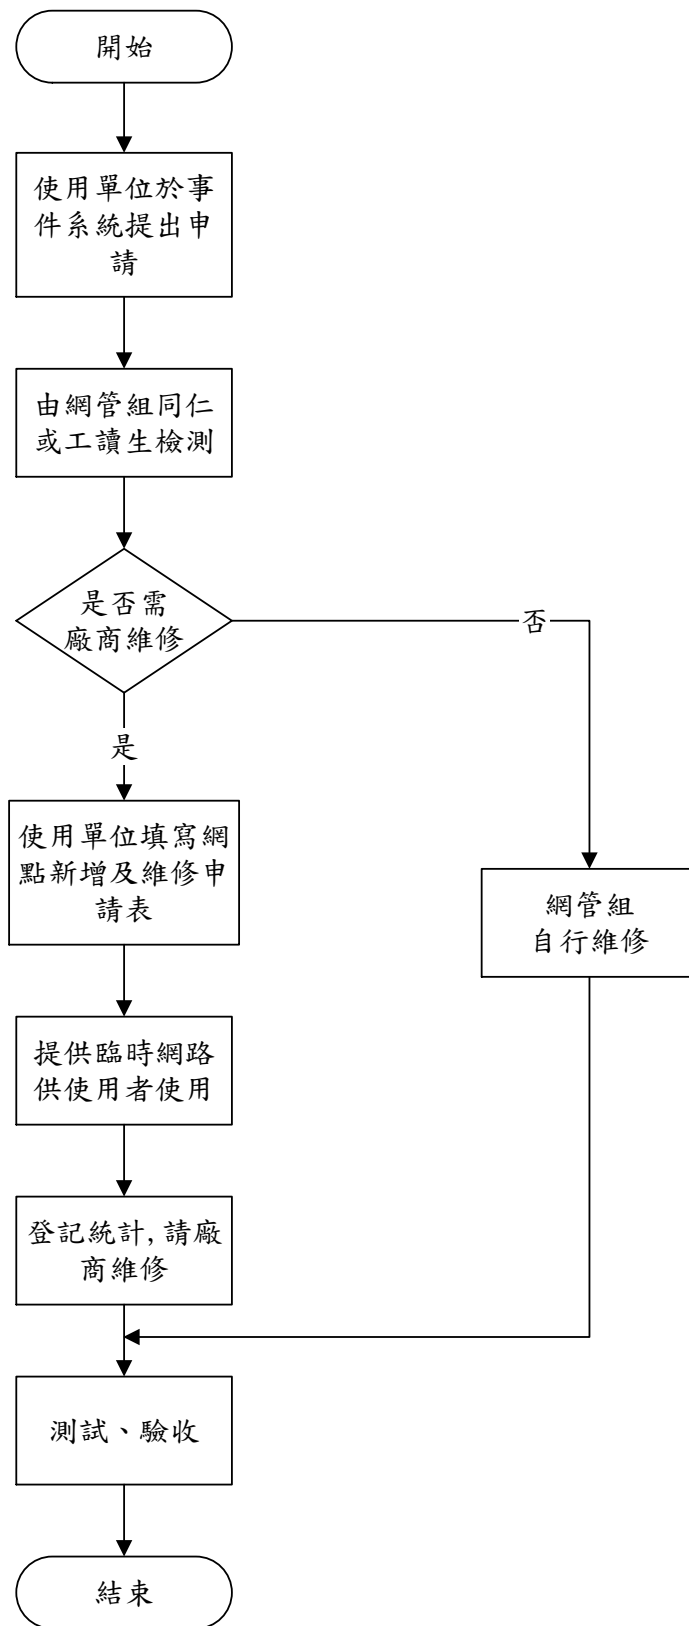 開始
使用單位於事
件系統提出申
請
由網管組同仁
或工讀生檢測
是否需
廠商維修
否
是
使用單位填寫網
點新增及維修申
請表
網管組
自行維修
提供臨時網路
供使用者使用
登記統計,請廠
商維修
測試、驗收
結束